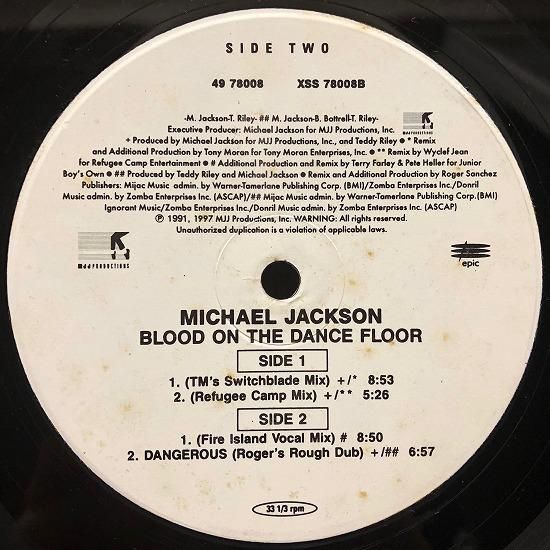 SIDE TWO
49 78008 XSS 78008B
-M. Jackson-T. Riley- ## M. Jackson-B. Bottrell-T. Riley-
Executive Producer: Michael Jackson for MJJ Productions, Inc.
+ Produced by Michael Jackson for MJJ Productions, Inc., and Teddy Riley ● * Remix
and Additional Production by Tony Moran for Tony Moran Enterprises, Inc. ● ** Remix by Wyclef Jean
for Refugee Camp Entertainment ● # Additional Production and Remix by Terry Farley & Pete Heller for Junior
Boy's Own ● ## Produced by Teddy Riley and Michael Jackson ● Remix and Additional Production by Roger Sanchez
Publishers: Mijac Music admin. by Warner-Tamerlane Publishing Corp. (BMI)/Zomba Enterprises Inc./Donril
Music admin. by Zomba Enterprises Inc. (ASCAP)/## Mijac Music admin. by Warner-Tamerlane Publishing Corp.(BMI)
Ignorant Music/Zomba Enterprises Inc./Donril Music admin. by Zomba Enterprises Inc. (ASCAP)
℗ 1991, 1997 MJJ Productions, Inc. WARNING: All rights reserved.
Unauthorized duplication is a violation of applicable laws.
MJJ PRODUCTIONS
epic
MICHAEL JACKSON
BLOOD ON THE DANCE FLOOR
SIDE 1
1. (TM's Switchblade Mix) +/* 8:53
2. (Refugee Camp Mix) +/** 5:26
SIDE 2
1. (Fire Island Vocal Mix) # 8:50
2. DANGEROUS (Roger's Rough Dub) +/## 6:57
33 1/3 rpm